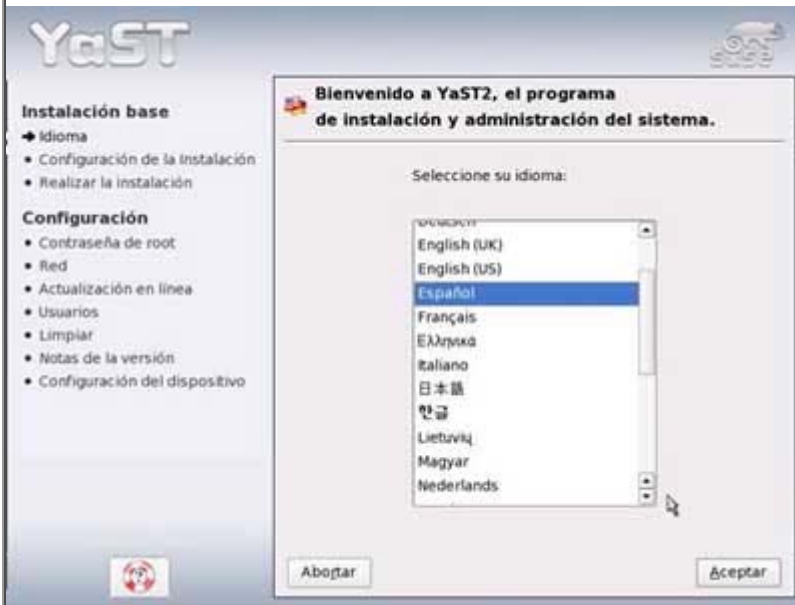 YaST
SUSE
Instalación base
Idioma
Configuración de la Instalación
Realizar la instalación
Configuración
Contraseña de root
Red
Actualización en línea
Usuarios
Limpiar
Notas de la versión
Configuración del dispositivo
Bienvenido a YaST2, el programa
de instalación y administración del sistema.
Seleccione su idioma:
Deutsch
English (UK)
English (US)
Español
Français
Ελληνικά
Italiano
日本語
한글
Lietuvių
Magyar
Nederlands
Abortar
Aceptar